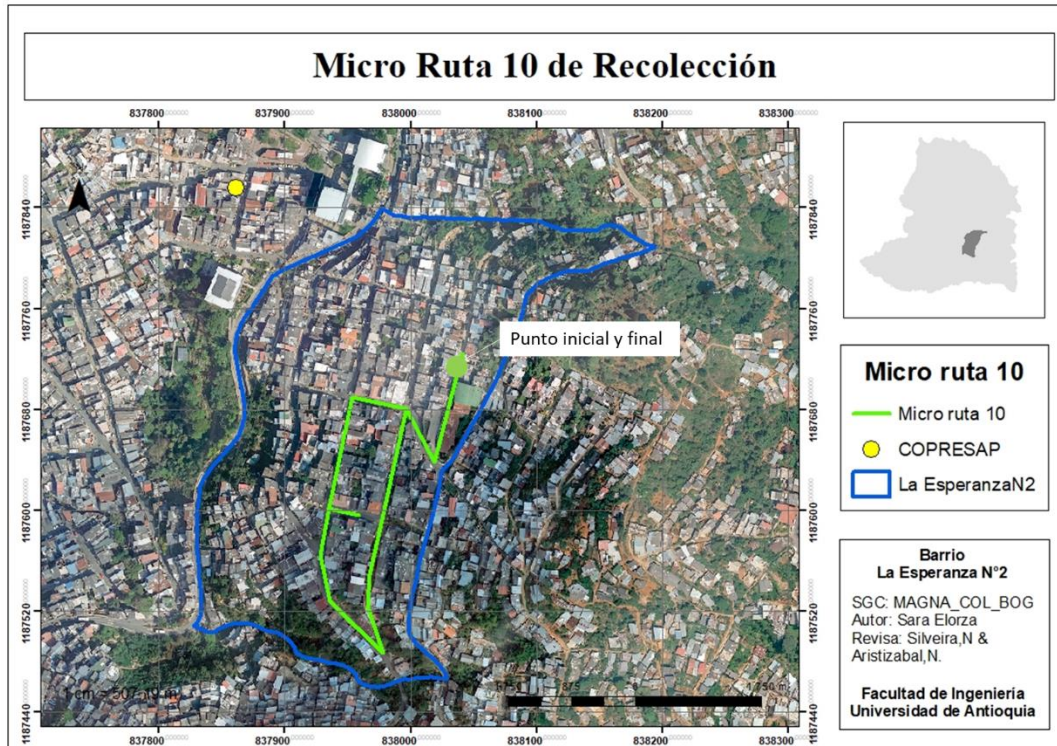 Micro Ruta 10 de Recolección
837800
837900
838000
838100
838200
838300
1187840
1187760
1187680
1187600
1187520
1187440
1187840
1187760
1187680
1187600
1187520
1187440
Punto inicial y final
750 m
837800
837900
838000
838100
838200
838300
Micro ruta 10
Micro ruta 10
COPRESAP
La EsperanzaN2
Barrio
La Esperanza N°2
SGC: MAGNA_COL_BOG
Autor: Sara Elorza
Revisa: Silveira,N &
Aristizabal,N.
Facultad de Ingeniería
Universidad de Antioquia